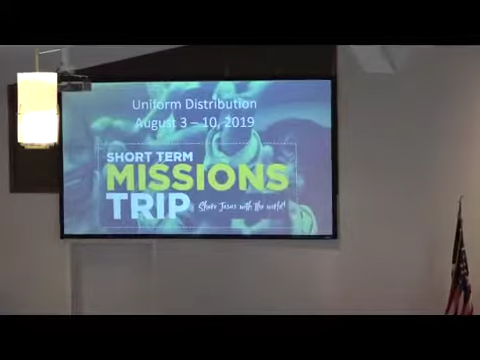 Uniform Distribution
August 3 – 10, 2019
SHORT TERM
MISSIONS
TRIP Share Jesus with the world!